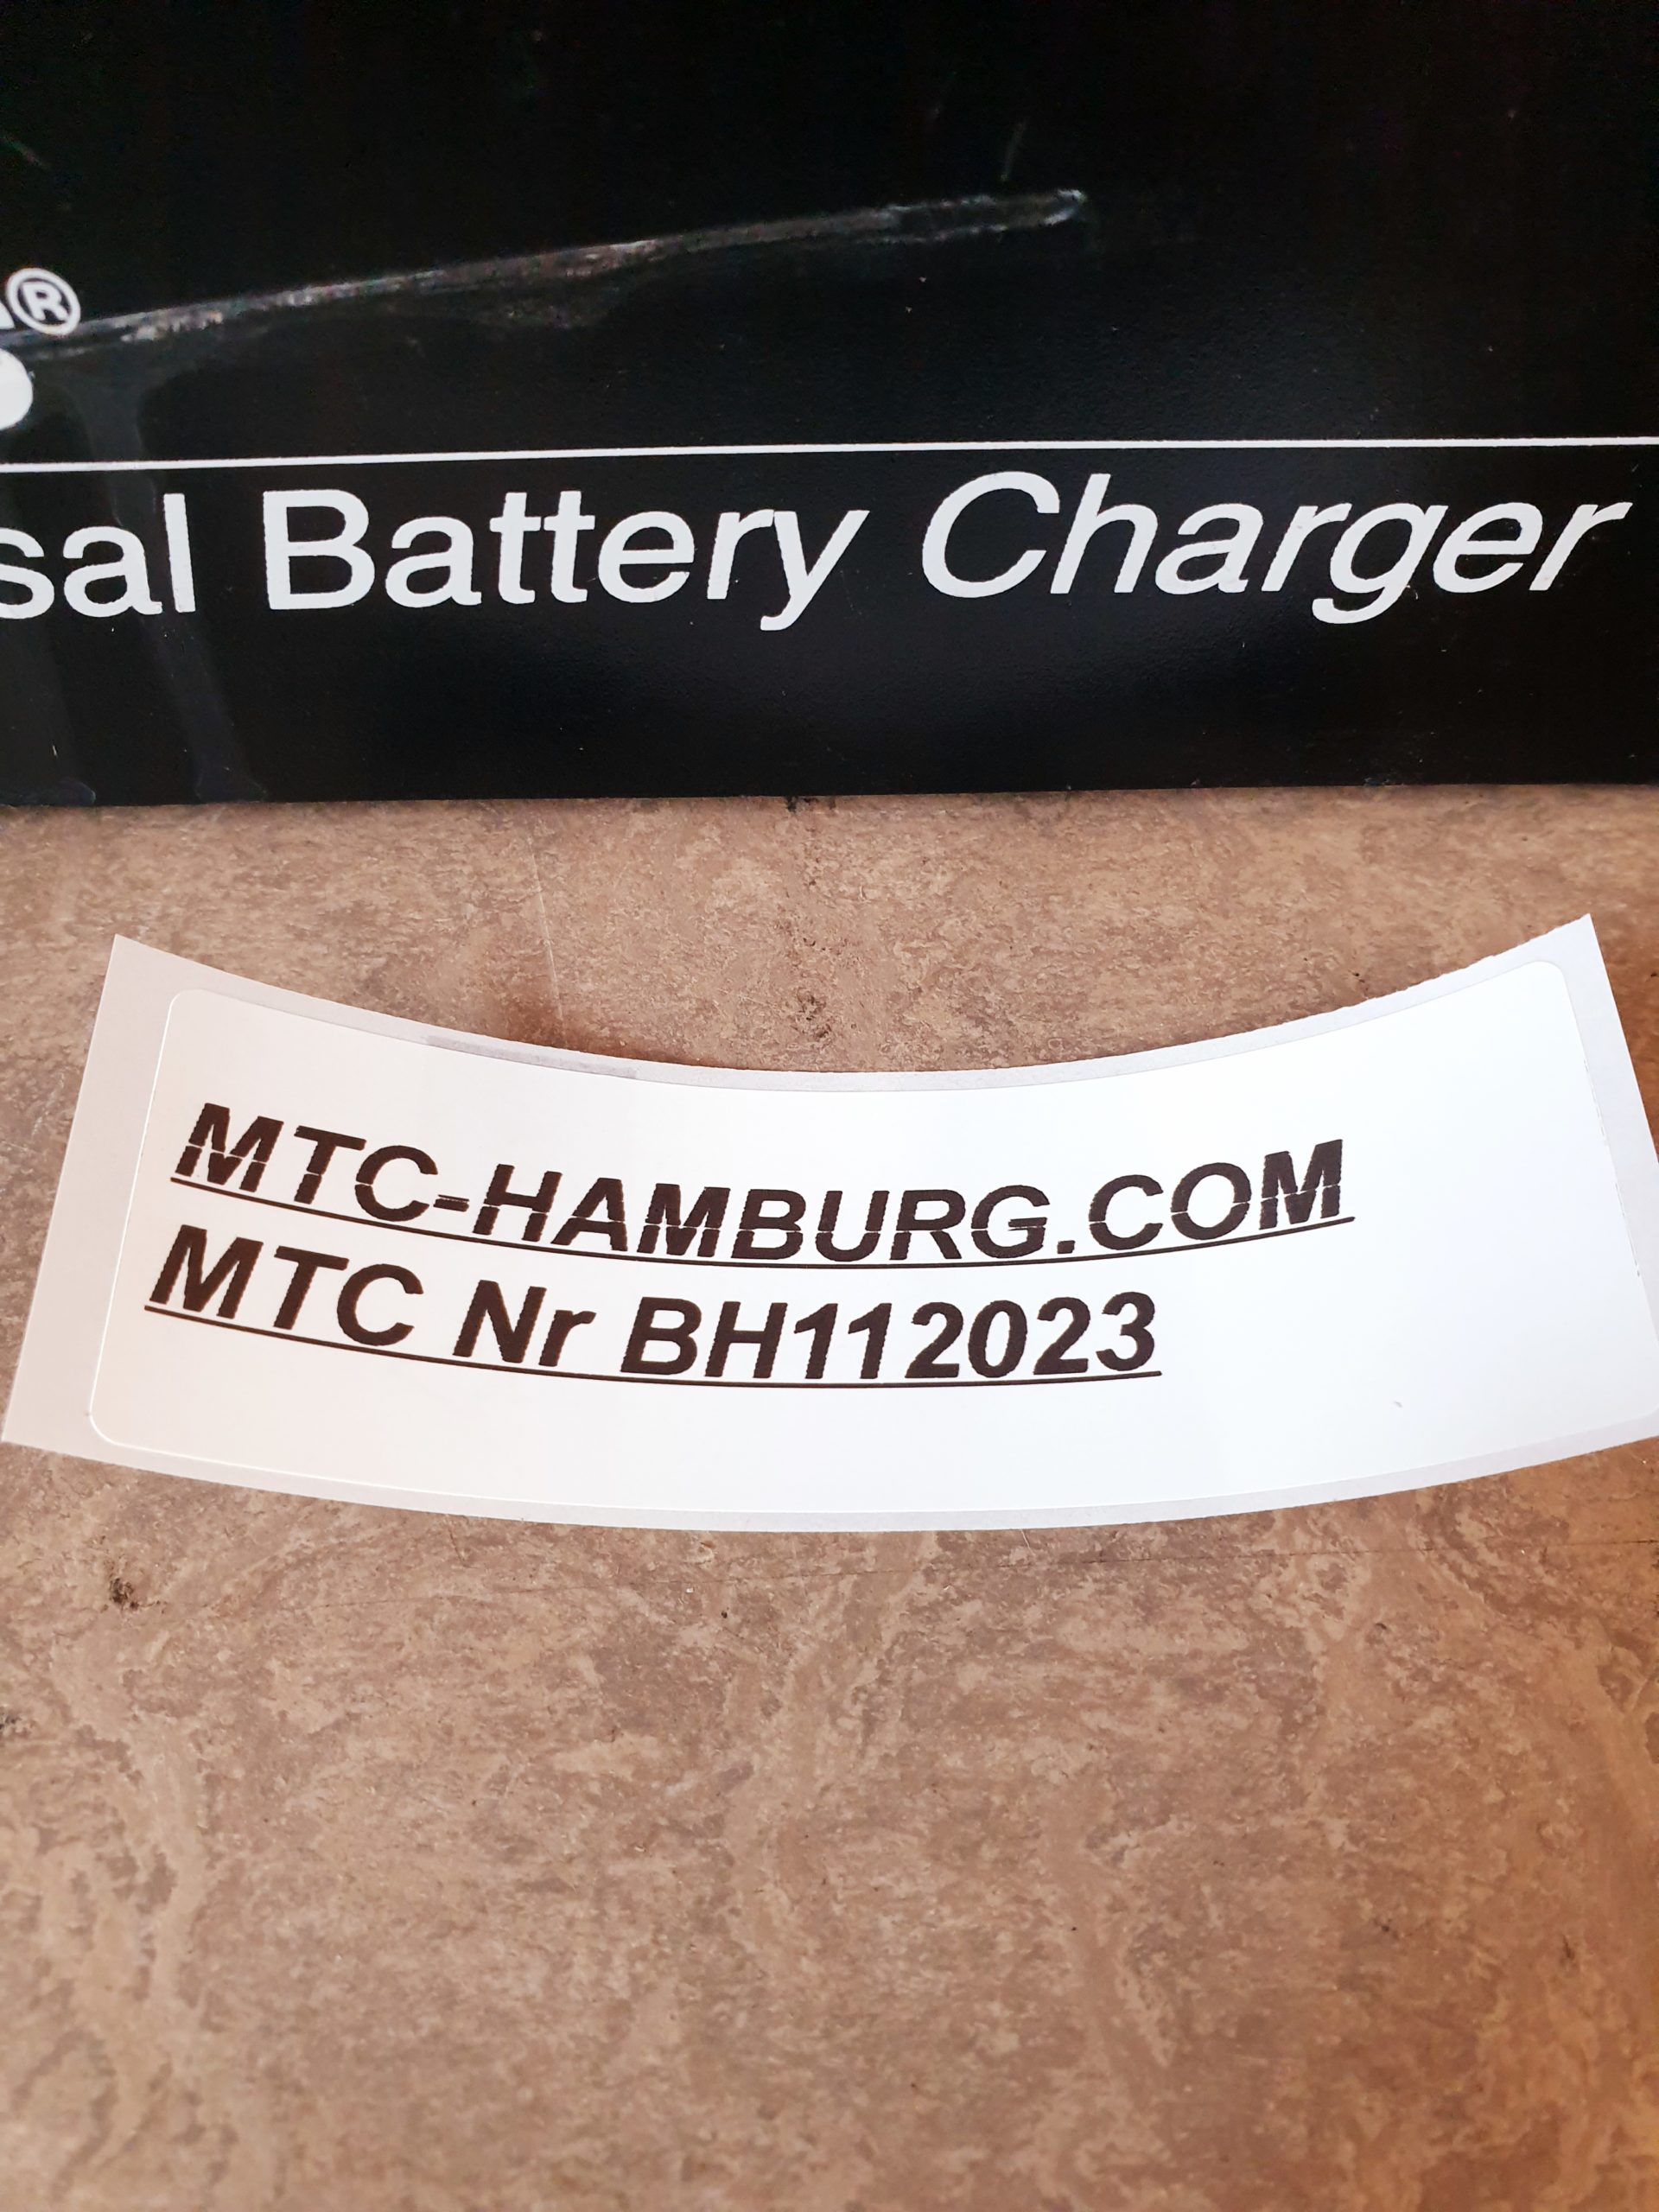 ®
sal Battery Charger
MTC-HAMBURG.COM
MTC Nr BH112023